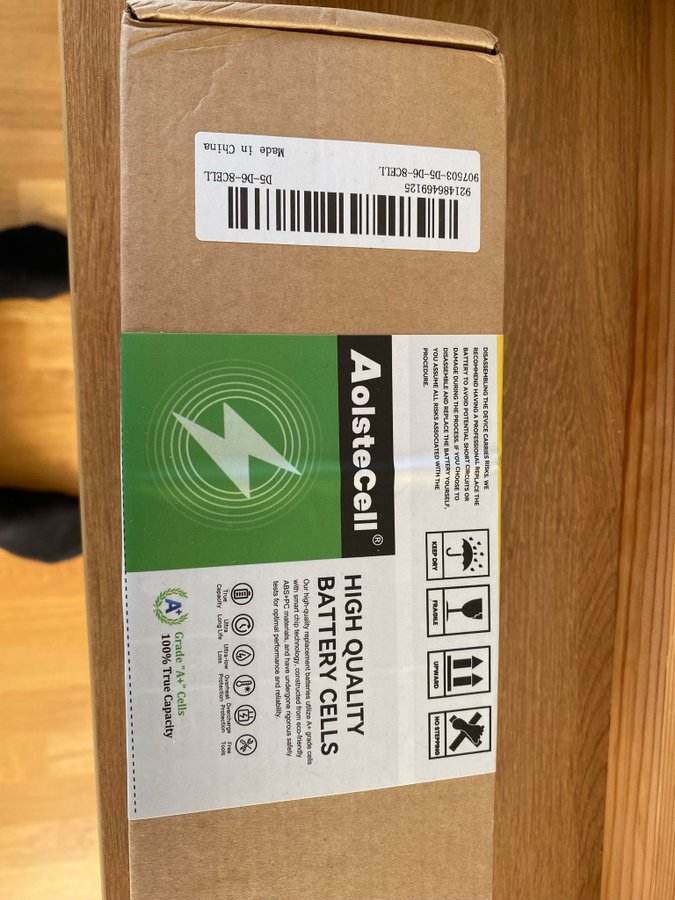 Made in China
907503-D5-D6-8CELL
921486469125
D5-D6-8CELL
AolsteCell®
DISASSEMBLING THE DEVICE CARRIES RISKS. WE
RECOMMEND HAVING A PROFESSIONAL REPLACE THE
BATTERY TO AVOID POTENTIAL SHORT CIRCUITS OR
DAMAGE DURING THE PROCESS. IF YOU CHOOSE TO
DISASSEMBLE AND REPLACE THE BATTERY YOURSELF,
YOU ASSUME ALL RISKS ASSOCIATED WITH THE
PROCEDURE.
KEEP DRY
FRAGILE
UPWARD
NO STEPPING
HIGH QUALITY
BATTERY CELLS
Our high-quality replacement batteries utilize A+ grade cells
with smart chip technology, constructed from eco-friendly
ABS+PC materials, and have undergone rigorous safety
tests for optimal performance and reliability.
True
Capacity
Ultra
Long Life
Ultra-low
Loss
Overheat
Protection
Overcharge
Protection
Free
Tools
A+
Grade "A+" Cells
100% True Capacity